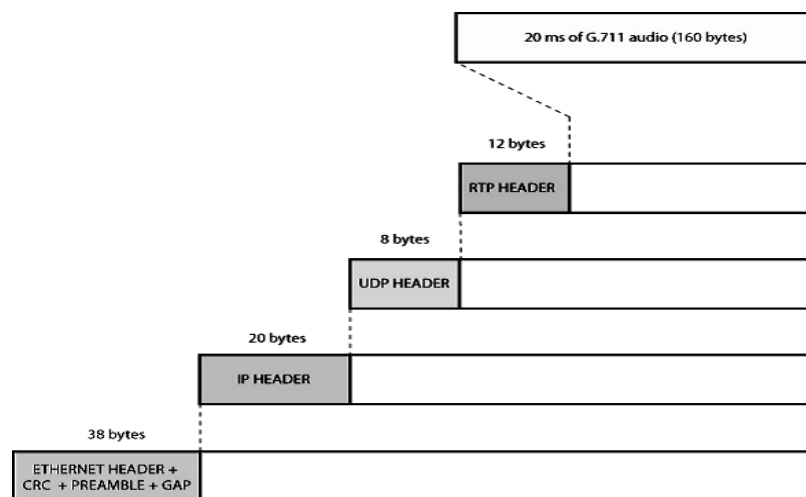 20 ms of G.711 audio (160 bytes)
12 bytes
RTP HEADER
8 bytes
UDP HEADER
20 bytes
IP HEADER
38 bytes
ETHERNET HEADER +
CRC + PREAMBLE + GAP